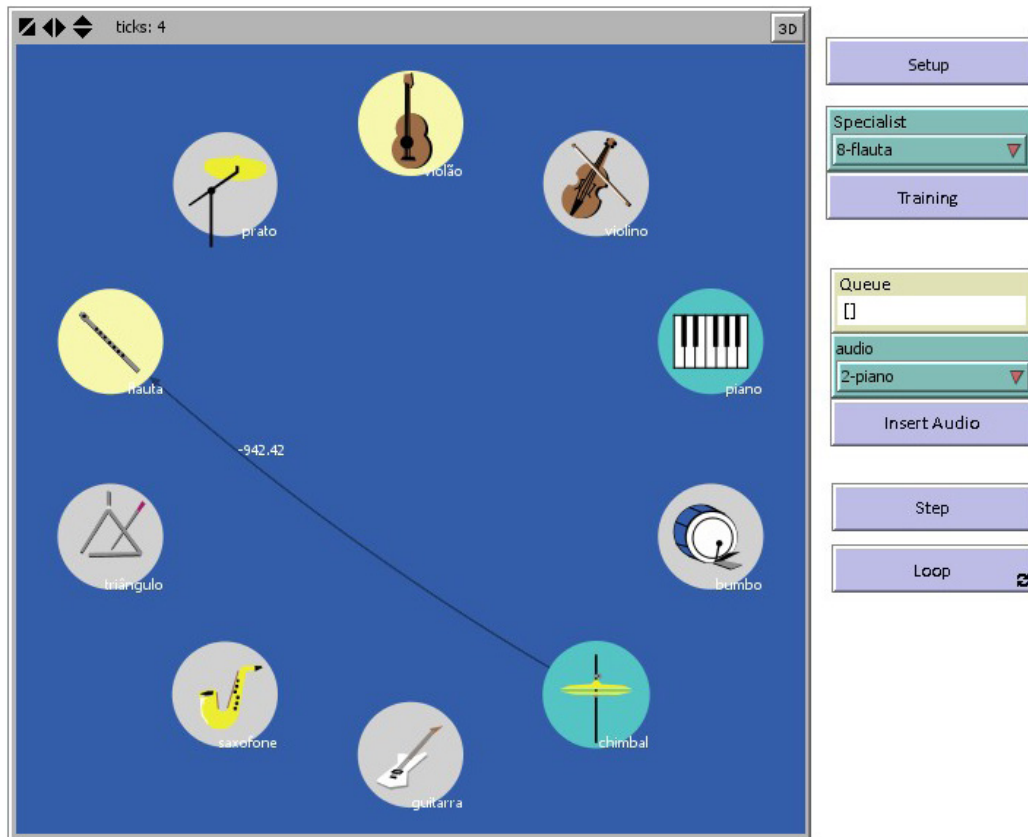 ticks: 4
3D
violão
violino
prato
piano
flauta
-942.42
triângulo
bumbo
saxofone
chimbal
guitarra
Setup
Specialist
8-flauta
Training
Queue
[]
audio
2-piano
Insert Audio
Step
Loop